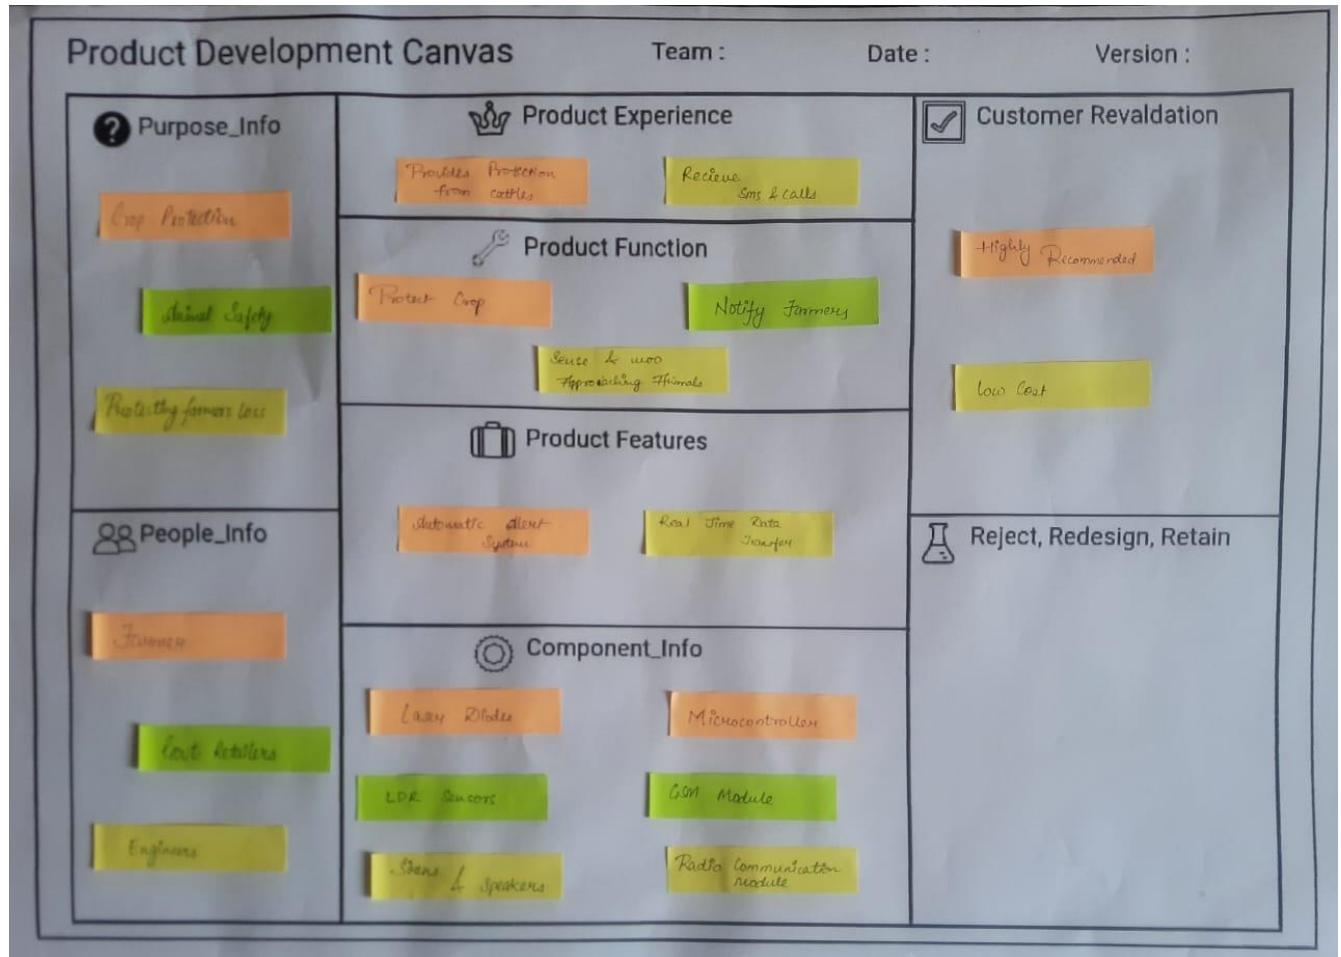 Product Development Canvas
Team :
Date :
Version :
Purpose_Info
Crop Protection
Animal Safety
Protecting farmers loss
People_Info
Farmers
Govt Retailers
Engineers
Product Experience
Provides Protection
from cattles
Recieve
Sms & calls
Product Function
Protect Crop
Notify Farmers
Sense & woo
Approaching Animals
Product Features
Automatic Alert
System
Real Time Data
Transfer
Component_Info
Laser Diodes
Microcontroller
LDR Sensors
GSM Module
& Speakers
Radio Communication
module
Customer Revaldation
Highly
Recommended
Low Cost
Reject, Redesign, Retain